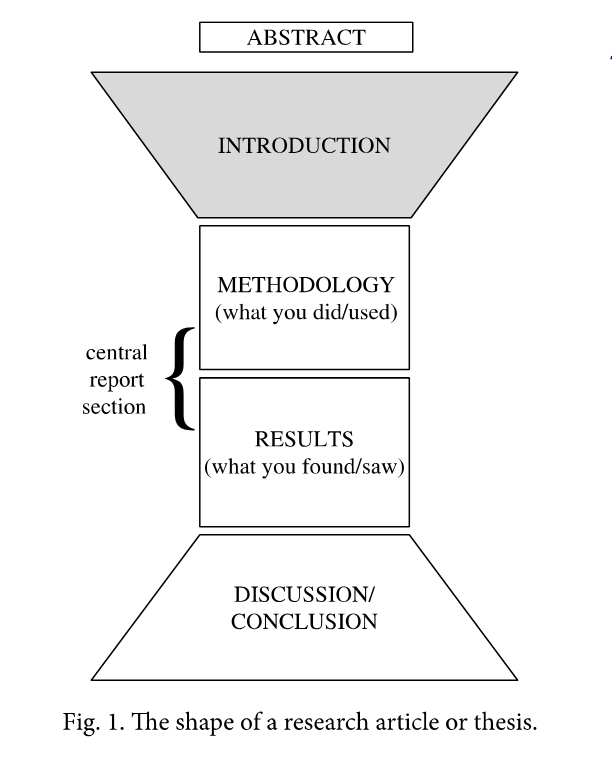 ABSTRACT
INTRODUCTION
METHODOLOGY
(what you did/used)
central
report
section
RESULTS
(what you found/saw)
DISCUSSION/
CONCLUSION
Fig. 1. The shape of a research article or thesis.